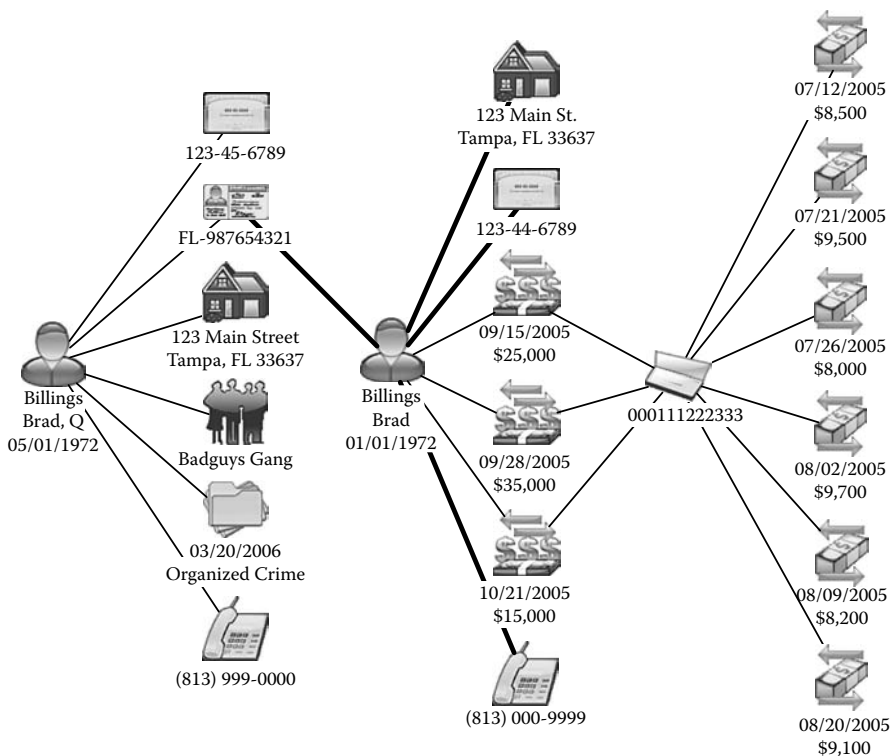 123-45-6789
FL-987654321
123 Main Street
Tampa, FL 33637
Billings
Brad, Q
05/01/1972
Badguys Gang
03/20/2006
Organized Crime
(813) 999-0000
123 Main St.
Tampa, FL 33637
123-44-6789
09/15/2005
$25,000
Billings
Brad
01/01/1972
09/28/2005
$35,000
10/21/2005
$15,000
(813) 000-9999
000111222333
07/12/2005
$8,500
07/21/2005
$9,500
07/26/2005
$8,000
08/02/2005
$9,700
08/09/2005
$8,200
08/20/2005
$9,100